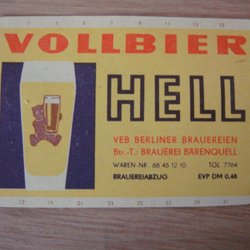 VOLLBIER
HELL
VEB BERLINER BRAUEREIEN
Btr.-T: BRAUEREI BÄRENQUELL
WAREN-NR. 68 45 12 10 TGL 7764
BRAUEREIABZUG EVP DM 0,48